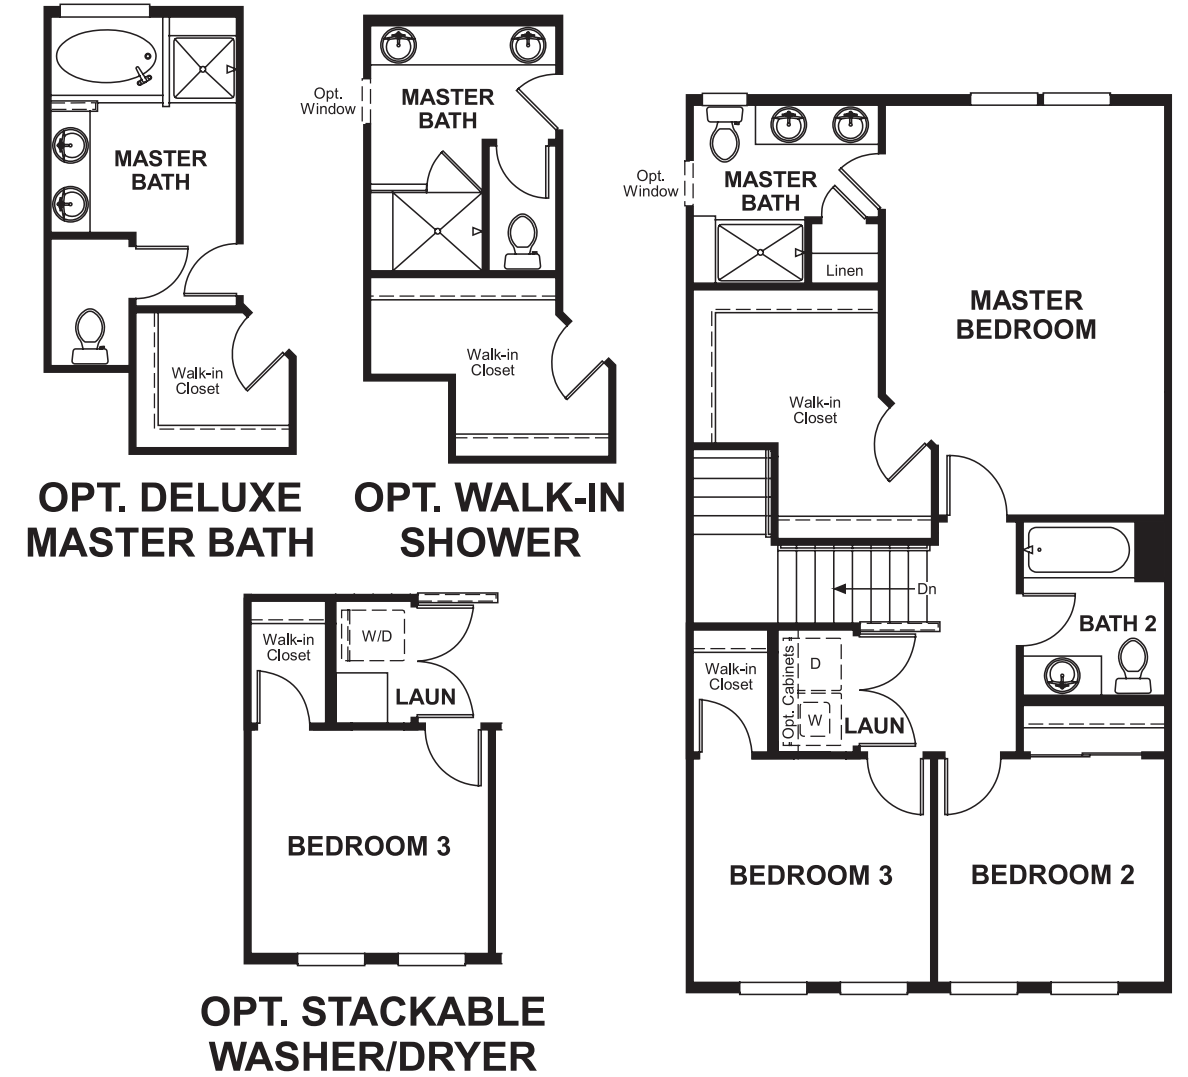 MASTER
BATH
Walk-in
Closet
OPT. DELUXE
MASTER BATH
Opt.
Window
MASTER
BATH
Walk-in
Closet
OPT. WALK-IN
SHOWER
Walk-in
Closet
W/D
LAUN
BEDROOM 3
OPT. STACKABLE
WASHER/DRYER
Opt.
Window
MASTER
BATH
Linen
MASTER
BEDROOM
Walk-in
Closet
Dn
BATH 2
Walk-in
Closet
Opt. Cabinets
D
W
LAUN
BEDROOM 3
BEDROOM 2